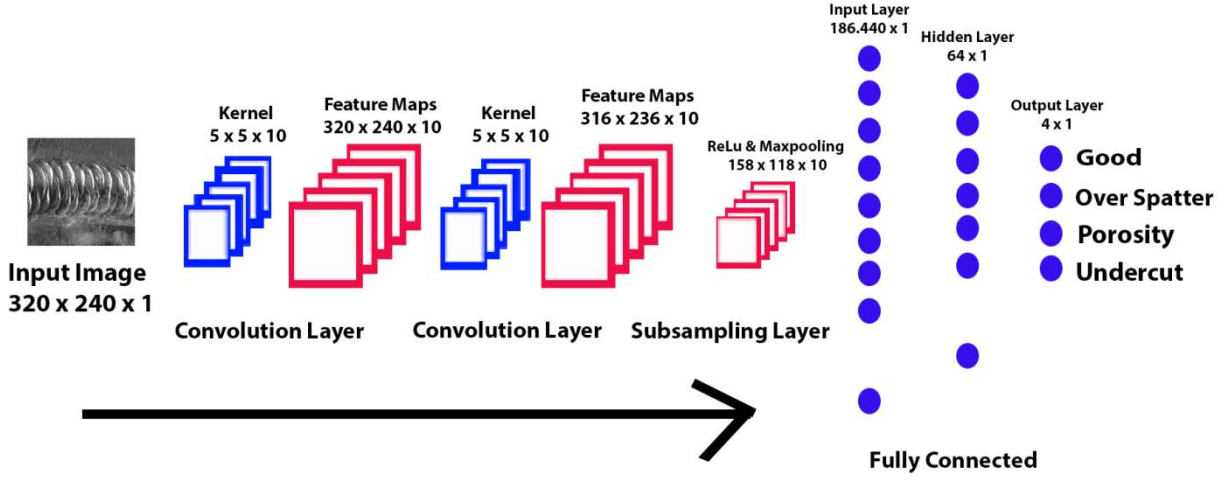 Input Image
320 x 240 x 1
Kernel
5 x 5 x 10
Feature Maps
320 x 240 x 10
Convolution Layer
Kernel
5 x 5 x 10
Feature Maps
316 x 236 x 10
Convolution Layer
ReLu & Maxpooling
158 x 118 x 10
Subsampling Layer
Input Layer
186.440 x 1
Hidden Layer
64 x 1
Output Layer
4 x 1
Good
Over Spatter
Porosity
Undercut
Fully Connected